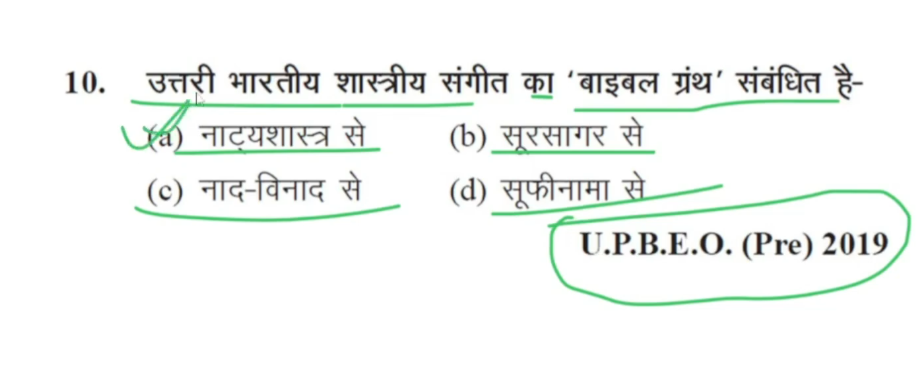 10. उत्तरी भारतीय शास्त्रीय संगीत का ‘बाइबल ग्रंथ’ संबंधित है-
(a) नाट्यशास्त्र से (b) सूरसागर से
(c) नाद-विनाद से (d) सूफीनामा से
U.P.B.E.O. (Pre) 2019